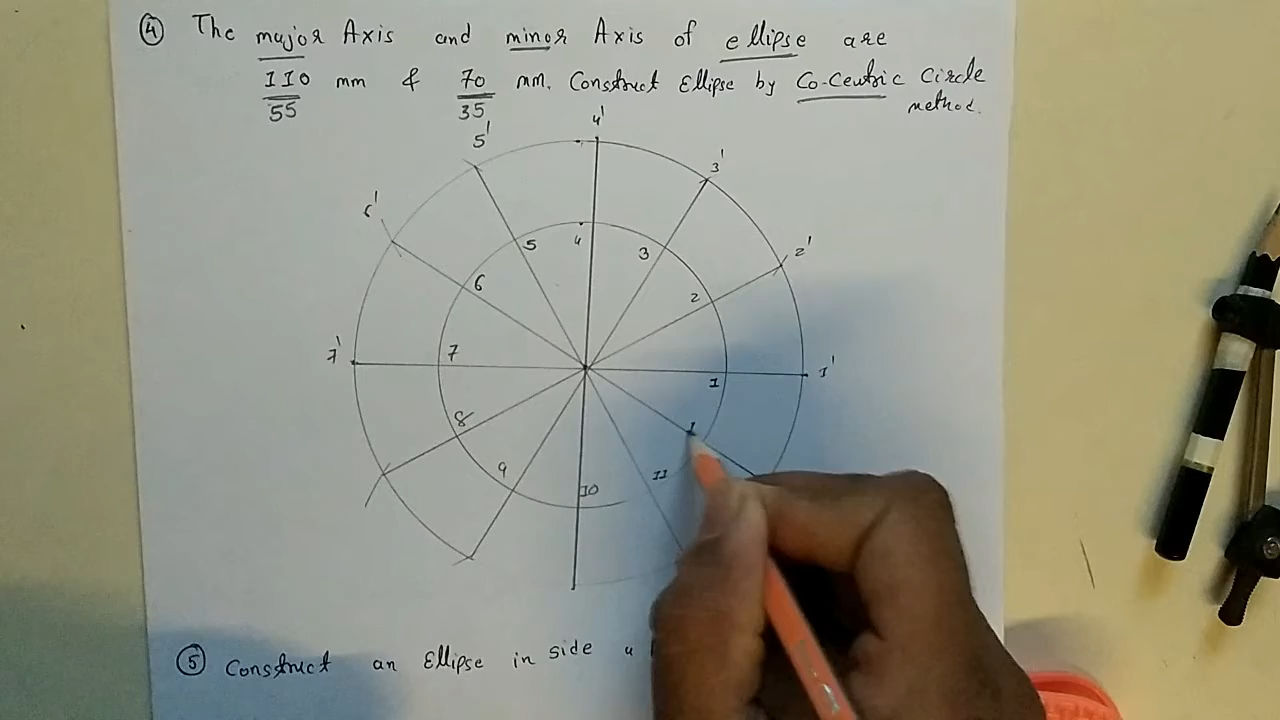 ④ The major Axis and minor Axis of ellipse are
110 mm & 70 mm. Construct Ellipse by Co-Centric Circle
55 35 method.
4'
5' 3'
6' 2'
5 4 3
6 2
7' 7 1 1'
8 1
9 11
10
⑤ Construct an Ellipse in side a